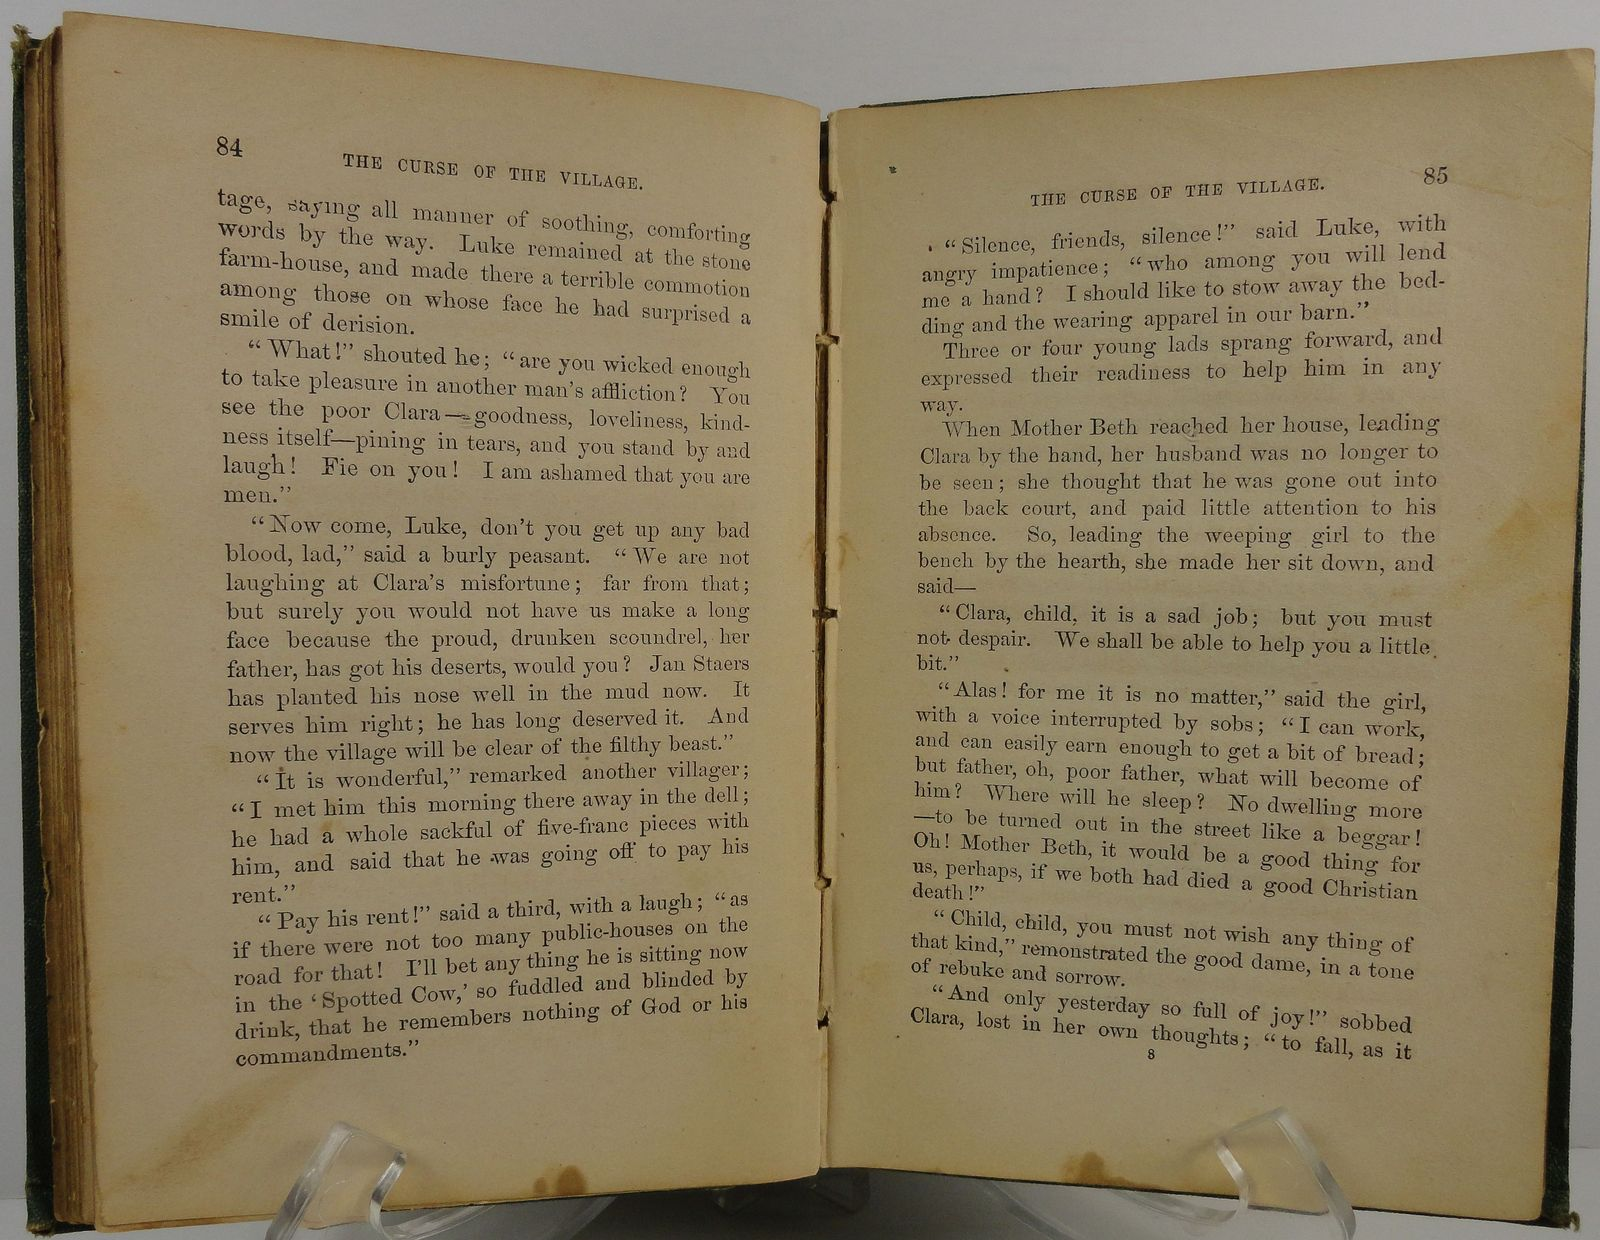 84
THE CURSE OF THE VILLAGE.
tage, saying all manner of soothing, comforting
words by the way. Luke remained at the stone
farm-house, and made there a terrible commotion
among those on whose face he had surprised a
smile of derision.
“What!” shouted he; “are you wicked enough
to take pleasure in another man’s affliction? You
see the poor Clara—goodness, loveliness, kind-
ness itself—pining in tears, and you stand by and
laugh! Fie on you! I am ashamed that you are
men.”
“Now come, Luke, don’t you get up any bad
blood, lad,” said a burly peasant. “We are not
laughing at Clara’s misfortune; far from that;
but surely you would not have us make a long
face because the proud, drunken scoundrel, her
father, has got his deserts, would you? Jan Staers
has planted his nose well in the mud now. It
serves him right; he has long deserved it. And
now the village will be clear of the filthy beast.”
“It is wonderful,” remarked another villager;
“I met him this morning there away in the dell;
he had a whole sackful of five-franc pieces with
him, and said that he was going off to pay his
rent.”
“Pay his rent!” said a third, with a laugh; “as
if there were not too many public-houses on the
road for that! I’ll bet any thing he is sitting now
in the ‘Spotted Cow,’ so fuddled and blinded by
drink, that he remembers nothing of God or his
commandments.”
85
THE CURSE OF THE VILLAGE.
“Silence, friends, silence!” said Luke, with
angry impatience; “who among you will lend
me a hand? I should like to stow away the bed-
ding and the wearing apparel in our barn.”
Three or four young lads sprang forward, and
expressed their readiness to help him in any
way.
When Mother Beth reached her house, leading
Clara by the hand, her husband was no longer to
be seen; she thought that he was gone out into
the back court, and paid little attention to his
absence. So, leading the weeping girl to the
bench by the hearth, she made her sit down, and
said—
“Clara, child, it is a sad job; but you must
not despair. We shall be able to help you a little
bit.”
“Alas! for me it is no matter,” said the girl,
with a voice interrupted by sobs; “I can work,
and can easily earn enough to get a bit of bread;
but father, oh, poor father, what will become of
him? Where will he sleep? No dwelling more
—to be turned out in the street like a beggar!
Oh! Mother Beth, it would be a good thing for
us, perhaps, if we both had died a good Christian
death!”
“Child, child, you must not wish any thing of
that kind,” remonstrated the good dame, in a tone
of rebuke and sorrow.
“And only yesterday so full of joy!” sobbed
Clara, lost in her own thoughts; “to fall, as it
8